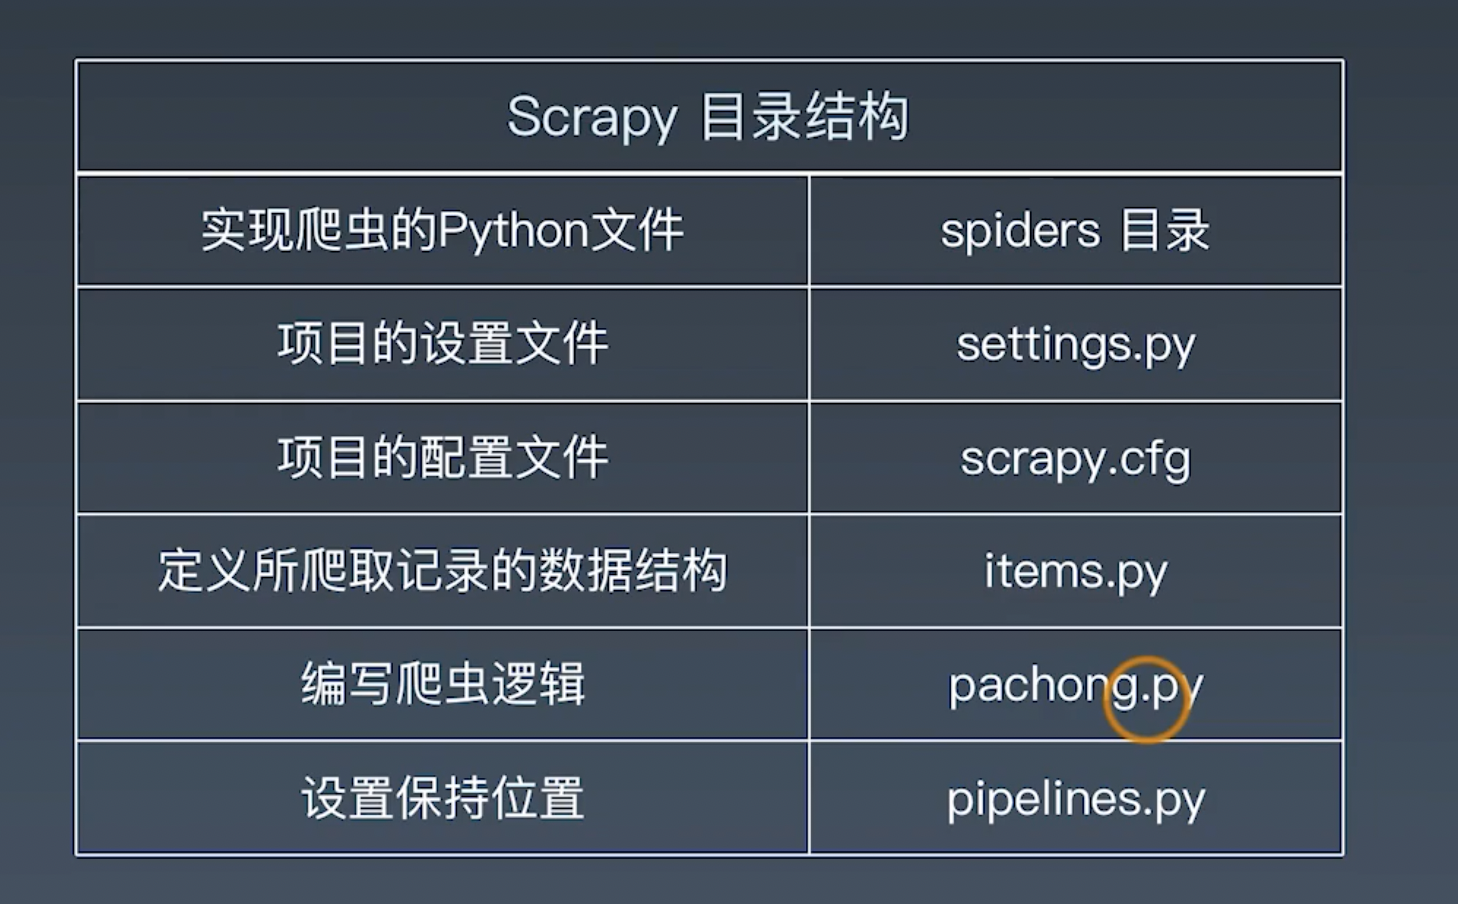 Scrapy 目录结构
实现爬虫的Python文件
spiders 目录
项目的设置文件
settings.py
项目的配置文件
scrapy.cfg
定义所爬取记录的数据结构
items.py
编写爬虫逻辑
pachong.py
设置保持位置
pipelines.py